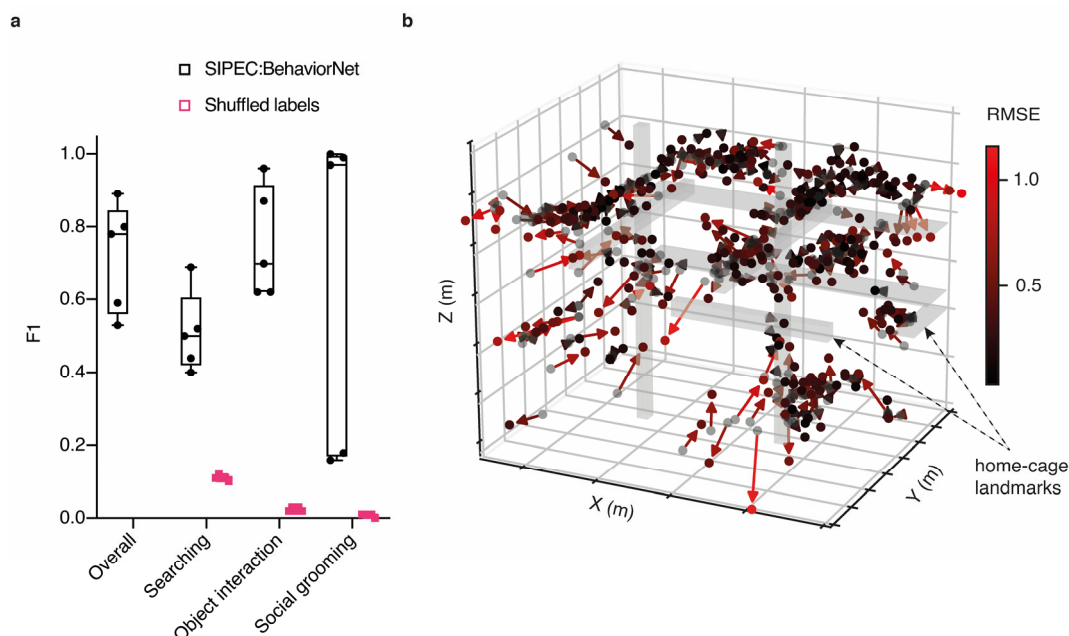 a
SIPEC:BehaviorNet
Shuffled labels
1.0
0.8
0.6
0.4
0.2
0.0
F1
Overall
Searching
Object interaction
Social grooming
b
RMSE
1.0
0.5
Z (m)
X (m)
Y (m)
home-cage
landmarks